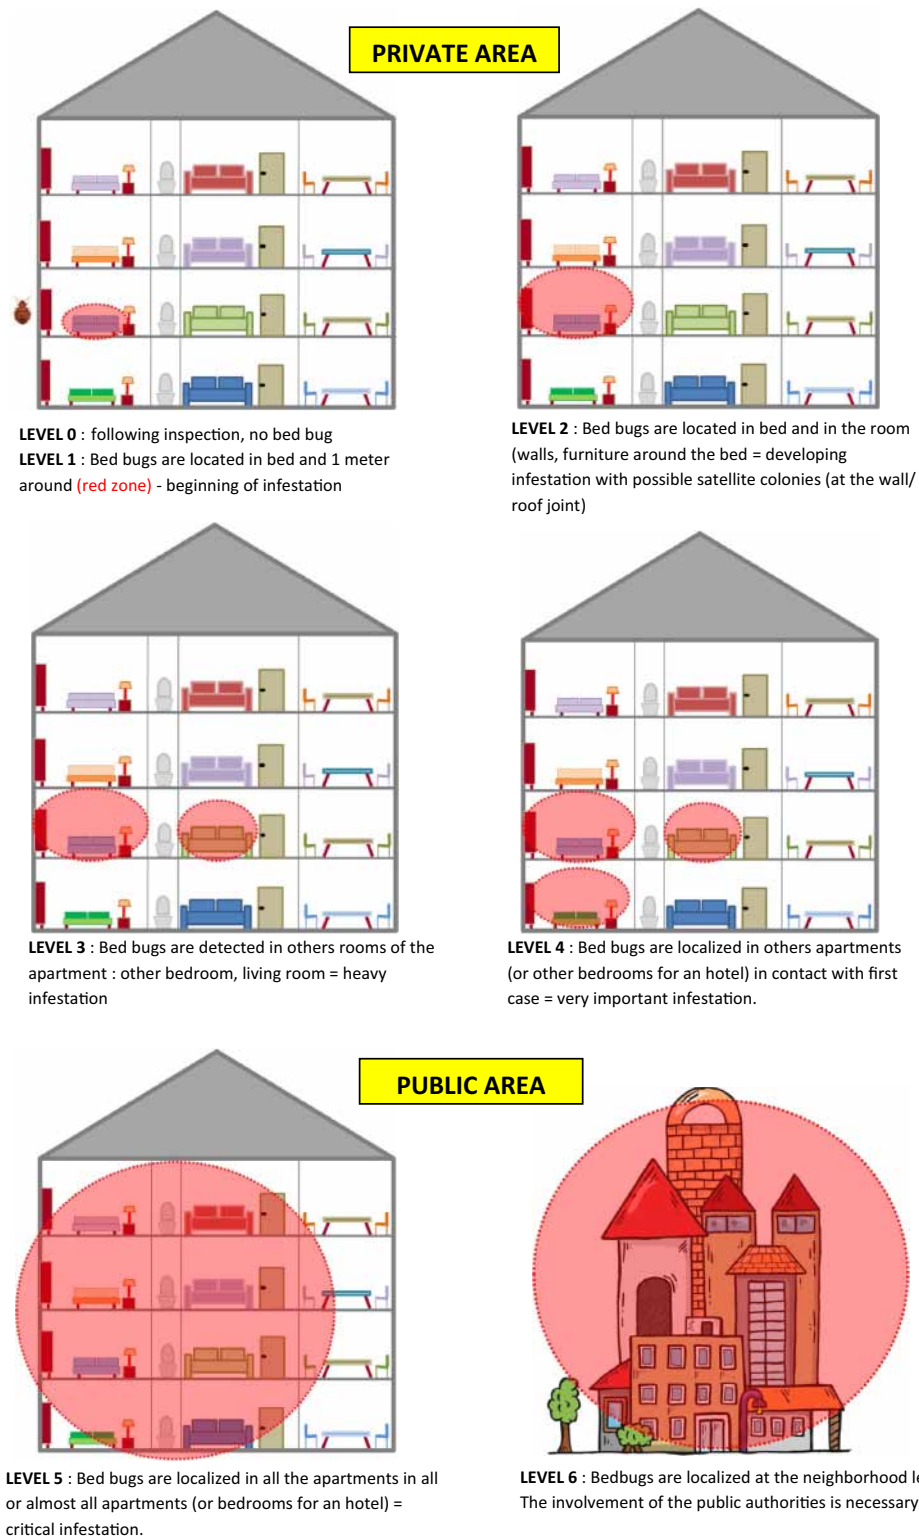 PRIVATE AREA
LEVEL 0 : following inspection, no bed bug
LEVEL 1 : Bed bugs are located in bed and 1 meter
around (red zone) - beginning of infestation
LEVEL 2 : Bed bugs are located in bed and in the room
(walls, furniture around the bed = developing
infestation with possible satellite colonies (at the wall/
roof joint)
LEVEL 3 : Bed bugs are detected in others rooms of the
apartment : other bedroom, living room = heavy
infestation
LEVEL 4 : Bed bugs are localized in others apartments
(or other bedrooms for an hotel) in contact with first
case = very important infestation.
PUBLIC AREA
LEVEL 5 : Bed bugs are localized in all the apartments in all
or almost all apartments (or bedrooms for an hotel) =
critical infestation.
LEVEL 6 : Bedbugs are localized at the neighborhood
The involvement of the public authorities is necessary